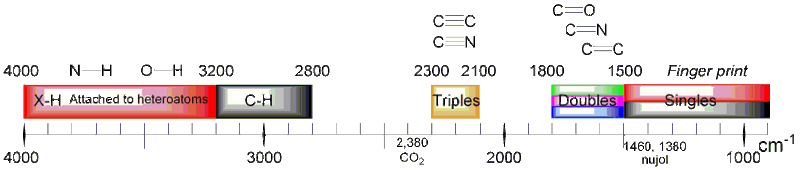 C=O
C≡C C=N
C≡N C=C
4000 N-H O-H 3200 2800 2300 2100 1800 1500 Finger print
X-H Attached to heteroatoms C-H Triples Doubles Singles
2,380 1460, 1380 cm-1
CO2 nujol
4000 3000 2000 1000